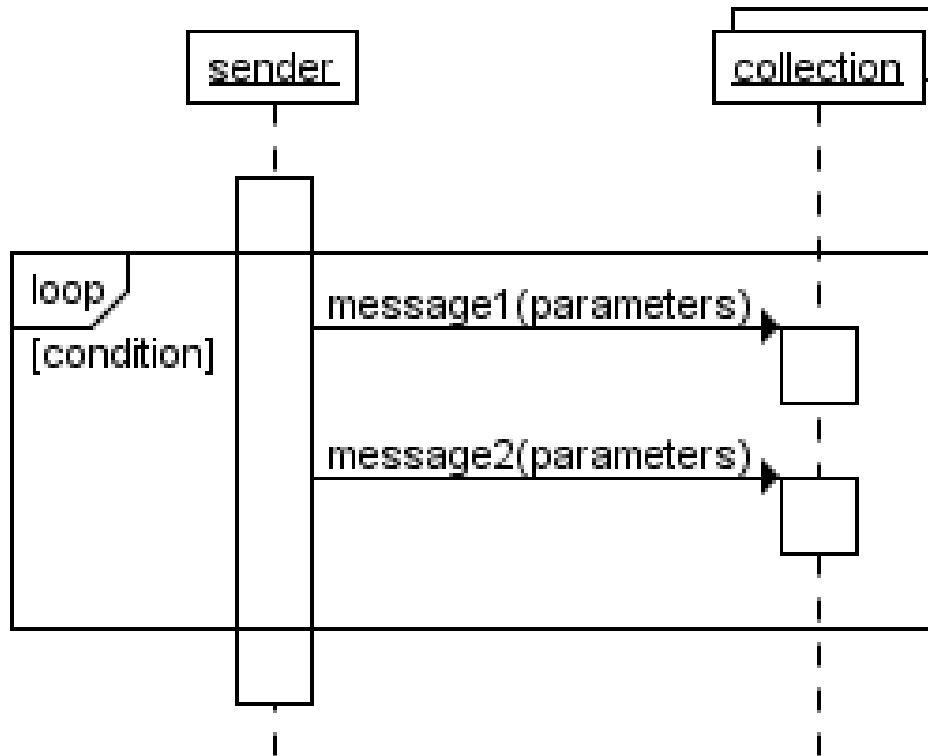 sender
collection
loop
message1(parameters)
[condition]
message2(parameters)